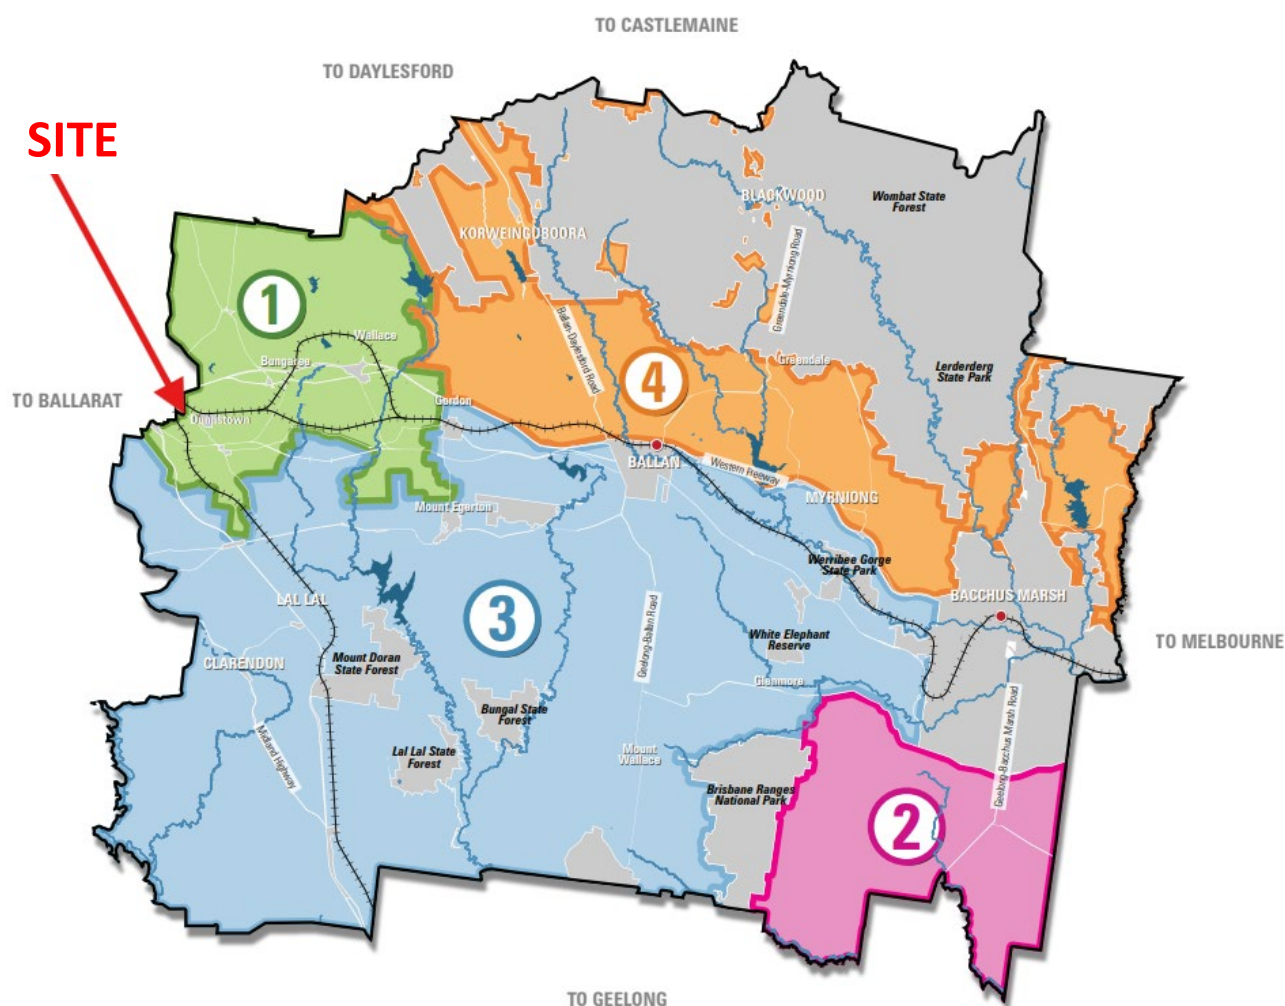 TO CASTLEMAINE
TO DAYLESFORD
SITE
BLACKWOOD
Wombat State
Forest
KORWEINGUBOORA
Greendale-Myrniong Road
1
Wallace
Bungaree
Ballan-Daylesford Road
Greendale
Lerderderg
State Park
4
TO BALLARAT
Gordon
Dunnstown
BALLAN
Western Freeway
MYRNIONG
Mount Egerton
Werribee Gorge
State Park
LAL LAL
BACCHUS MARSH
3
Geelong-Ballan Road
White Elephant
Reserve
TO MELBOURNE
CLARENDON
Mount Doran
State Forest
Glenmore
Bungal State
Forest
Midland Highway
Lal Lal State
Forest
Mount
Wallace
Geelong-Bacchus Marsh Road
Brisbane Ranges
National Park
2
TO GEELONG